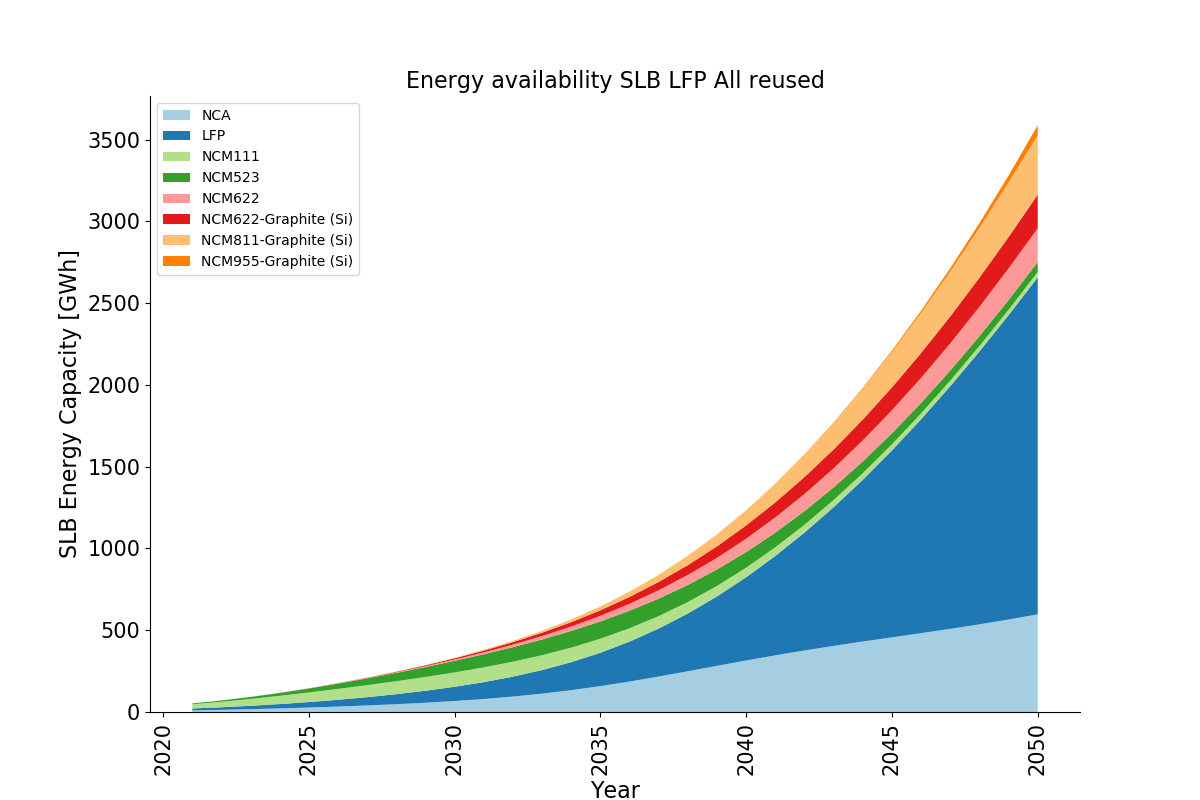 Energy availability SLB LFP All reused
NCA
LFP
NCM111
NCM523
NCM622
NCM622-Graphite (Si)
NCM811-Graphite (Si)
NCM955-Graphite (Si)
SLB Energy Capacity [GWh]
3500
3000
2500
2000
1500
1000
500
0
2020
2025
2030
2035
2040
2045
2050
Year